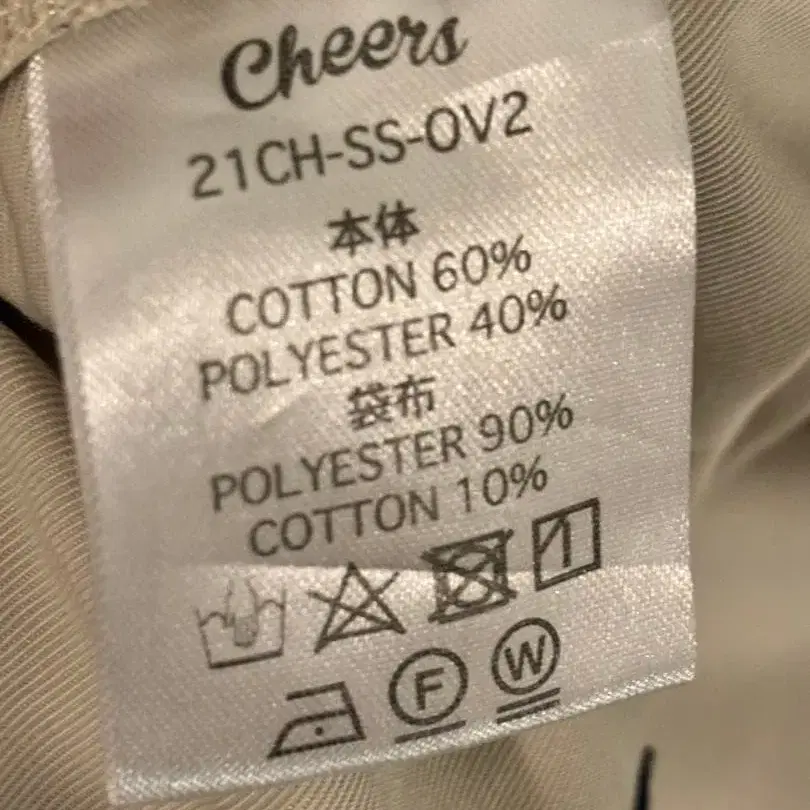 Cheers
21CH-SS-OV2
本体
COTTON 60%
POLYESTER 40%
袋布
POLYESTER 90%
COTTON 10%
F W